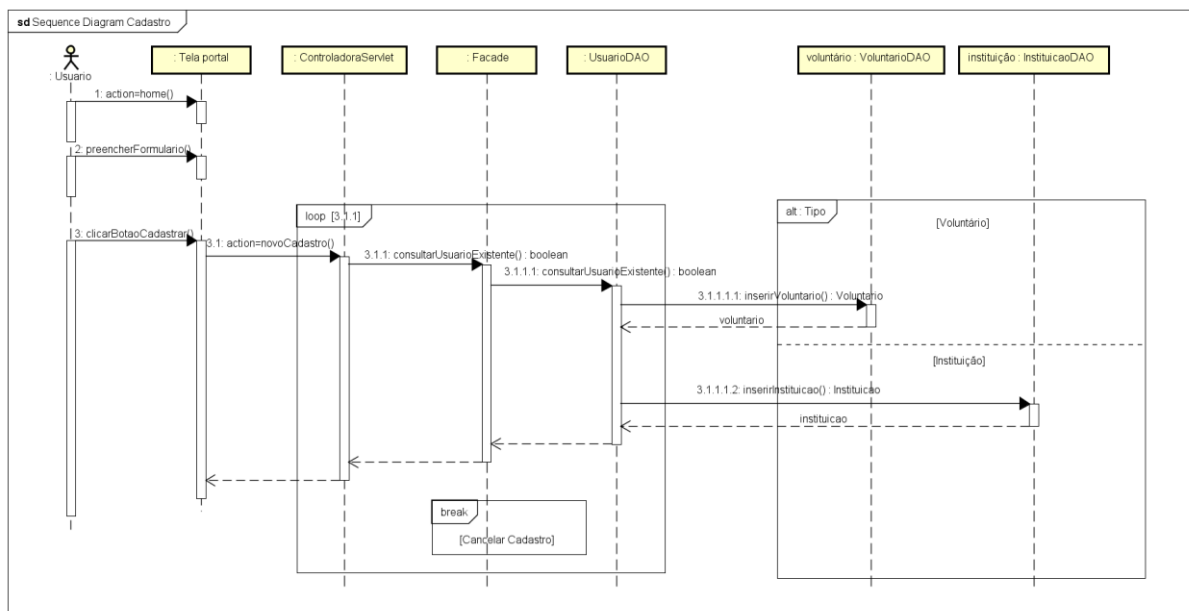 sd Sequence Diagram Cadastro
: Usuario
: Tela portal
: ControladoraServlet
: Facade
: UsuarioDAO
voluntário : VoluntarioDAO
instituição : InstituicaoDAO
1: action=home()
2: preencherFormulario()
loop [3.1.1]
alt : Tipo
[Voluntário]
3: clicarBotaoCadastrar()
3.1: action=novoCadastro()
3.1.1: consultarUsuarioExistente() : boolean
3.1.1.1: consultarUsuarioExistente() : boolean
3.1.1.1.1: inserirVoluntario() : Voluntario
voluntario
[Instituição]
3.1.1.1.2: inserirInstituicao() : Instituicao
instituicao
break
[Cancelar Cadastro]